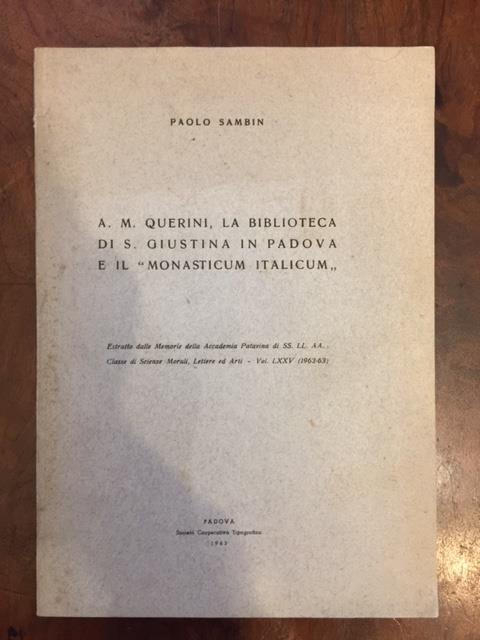 PAOLO SAMBIN
A. M. QUERINI, LA BIBLIOTECA
DI S. GIUSTINA IN PADOVA
E IL “MONASTICUM ITALICUM„
Estratto dalle Memorie della Accademia Patavina di SS. LL. AA.
Classe di Scienze Morali, Lettere ed Arti - Vol. LXXV (1962-63)
PADOVA
Società Cooperativa Tipografica
1963